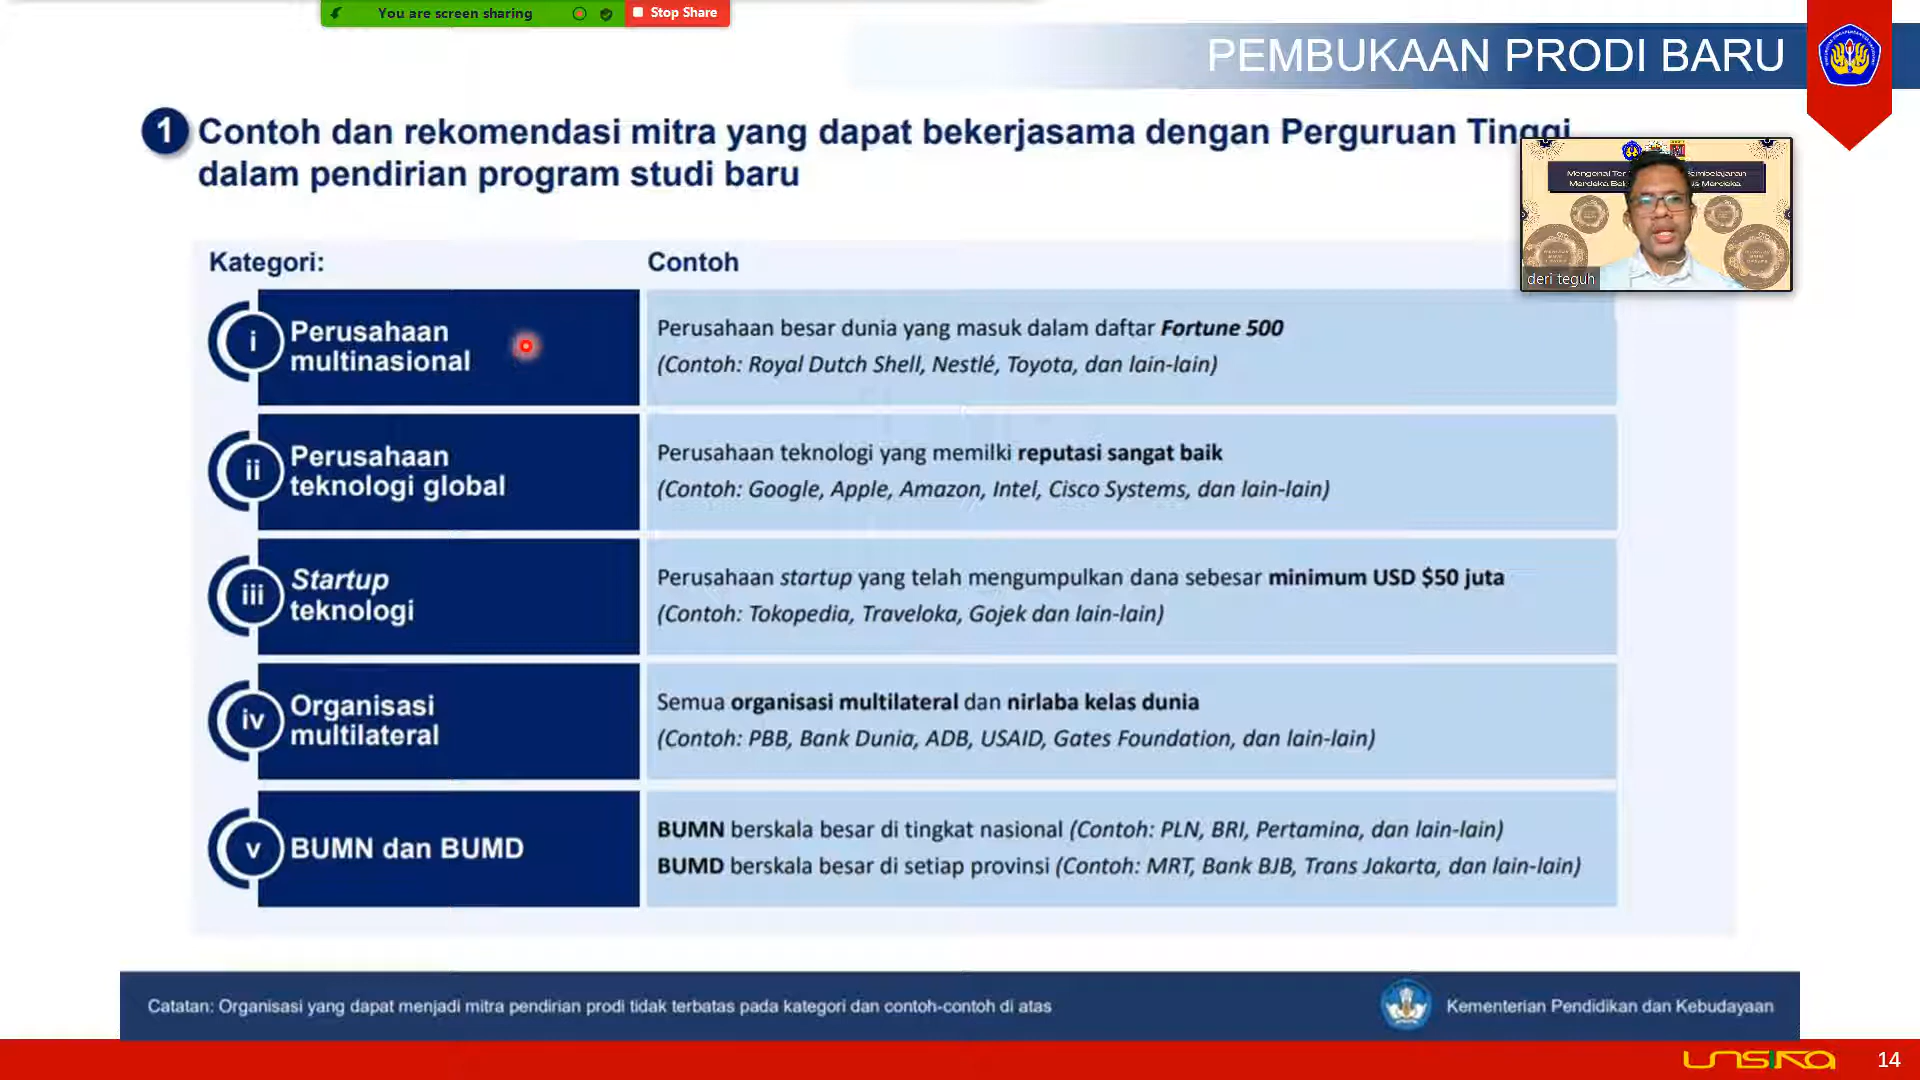 You are screen sharing
Stop Share
PEMBUKAAN PRODI BARU
1 Contoh dan rekomendasi mitra yang dapat bekerjasama dengan Perguruan Tinggi
dalam pendirian program studi baru
Mengenal
Pembelajaran
Merdeka
Merdeka
deri teguh
Kategori:
Contoh
i Perusahaan
multinasional
Perusahaan besar dunia yang masuk dalam daftar Fortune 500
(Contoh: Royal Dutch Shell, Nestlé, Toyota, dan lain-lain)
ii Perusahaan
teknologi global
Perusahaan teknologi yang memilki reputasi sangat baik
(Contoh: Google, Apple, Amazon, Intel, Cisco Systems, dan lain-lain)
iii Startup
teknologi
Perusahaan startup yang telah mengumpulkan dana sebesar minimum USD $50 juta
(Contoh: Tokopedia, Traveloka, Gojek dan lain-lain)
iv Organisasi
multilateral
Semua organisasi multilateral dan nirlaba kelas dunia
(Contoh: PBB, Bank Dunia, ADB, USAID, Gates Foundation, dan lain-lain)
v BUMN dan BUMD
BUMN berskala besar di tingkat nasional (Contoh: PLN, BRI, Pertamina, dan lain-lain)
BUMD berskala besar di setiap provinsi (Contoh: MRT, Bank BJB, Trans Jakarta, dan lain-lain)
Catatan: Organisasi yang dapat menjadi mitra pendirian prodi tidak terbatas pada kategori dan contoh-contoh di atas
Kementerian Pendidikan dan Kebudayaan
unsika
14